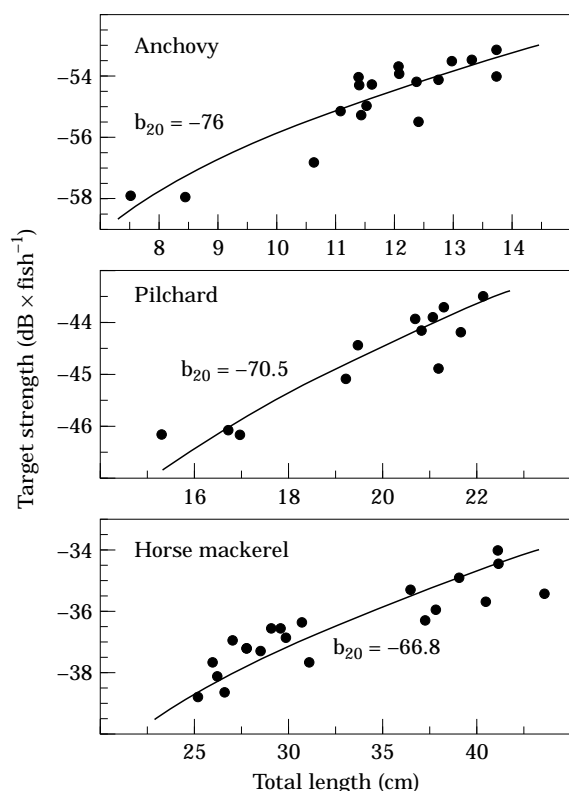 Anchovy
b₂₀ = –76
–54
–56
–58
8 9 10 11 12 13 14
Pilchard
b₂₀ = –70.5
–44
–45
–46
16 18 20 22
Horse mackerel
b₂₀ = –66.8
–34
–36
–38
25 30 35 40
Total length (cm)
Target strength (dB × fish⁻¹)